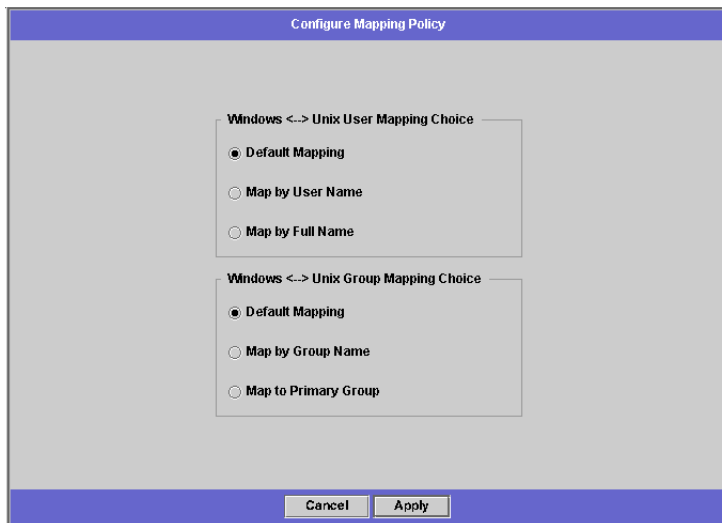 Configure Mapping Policy
Windows <--> Unix User Mapping Choice
Default Mapping
Map by User Name
Map by Full Name
Windows <--> Unix Group Mapping Choice
Default Mapping
Map by Group Name
Map to Primary Group
Cancel Apply